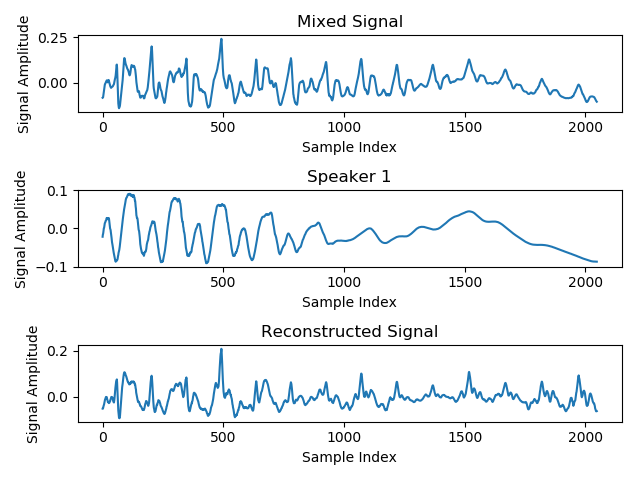 Mixed Signal
Signal Amplitude
0.25
0.00
0 500 1000 1500 2000
Sample Index
Speaker 1
Signal Amplitude
0.1
0.0
−0.1
0 500 1000 1500 2000
Sample Index
Reconstructed Signal
Signal Amplitude
0.2
0.0
0 500 1000 1500 2000
Sample Index